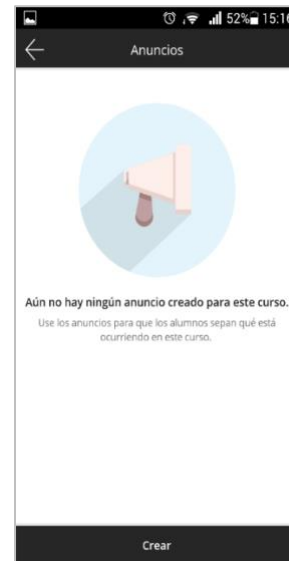 52% 15:16
Anuncios
Aún no hay ningún anuncio creado para este curso.
Use los anuncios para que los alumnos sepan qué está
ocurriendo en este curso.
Crear